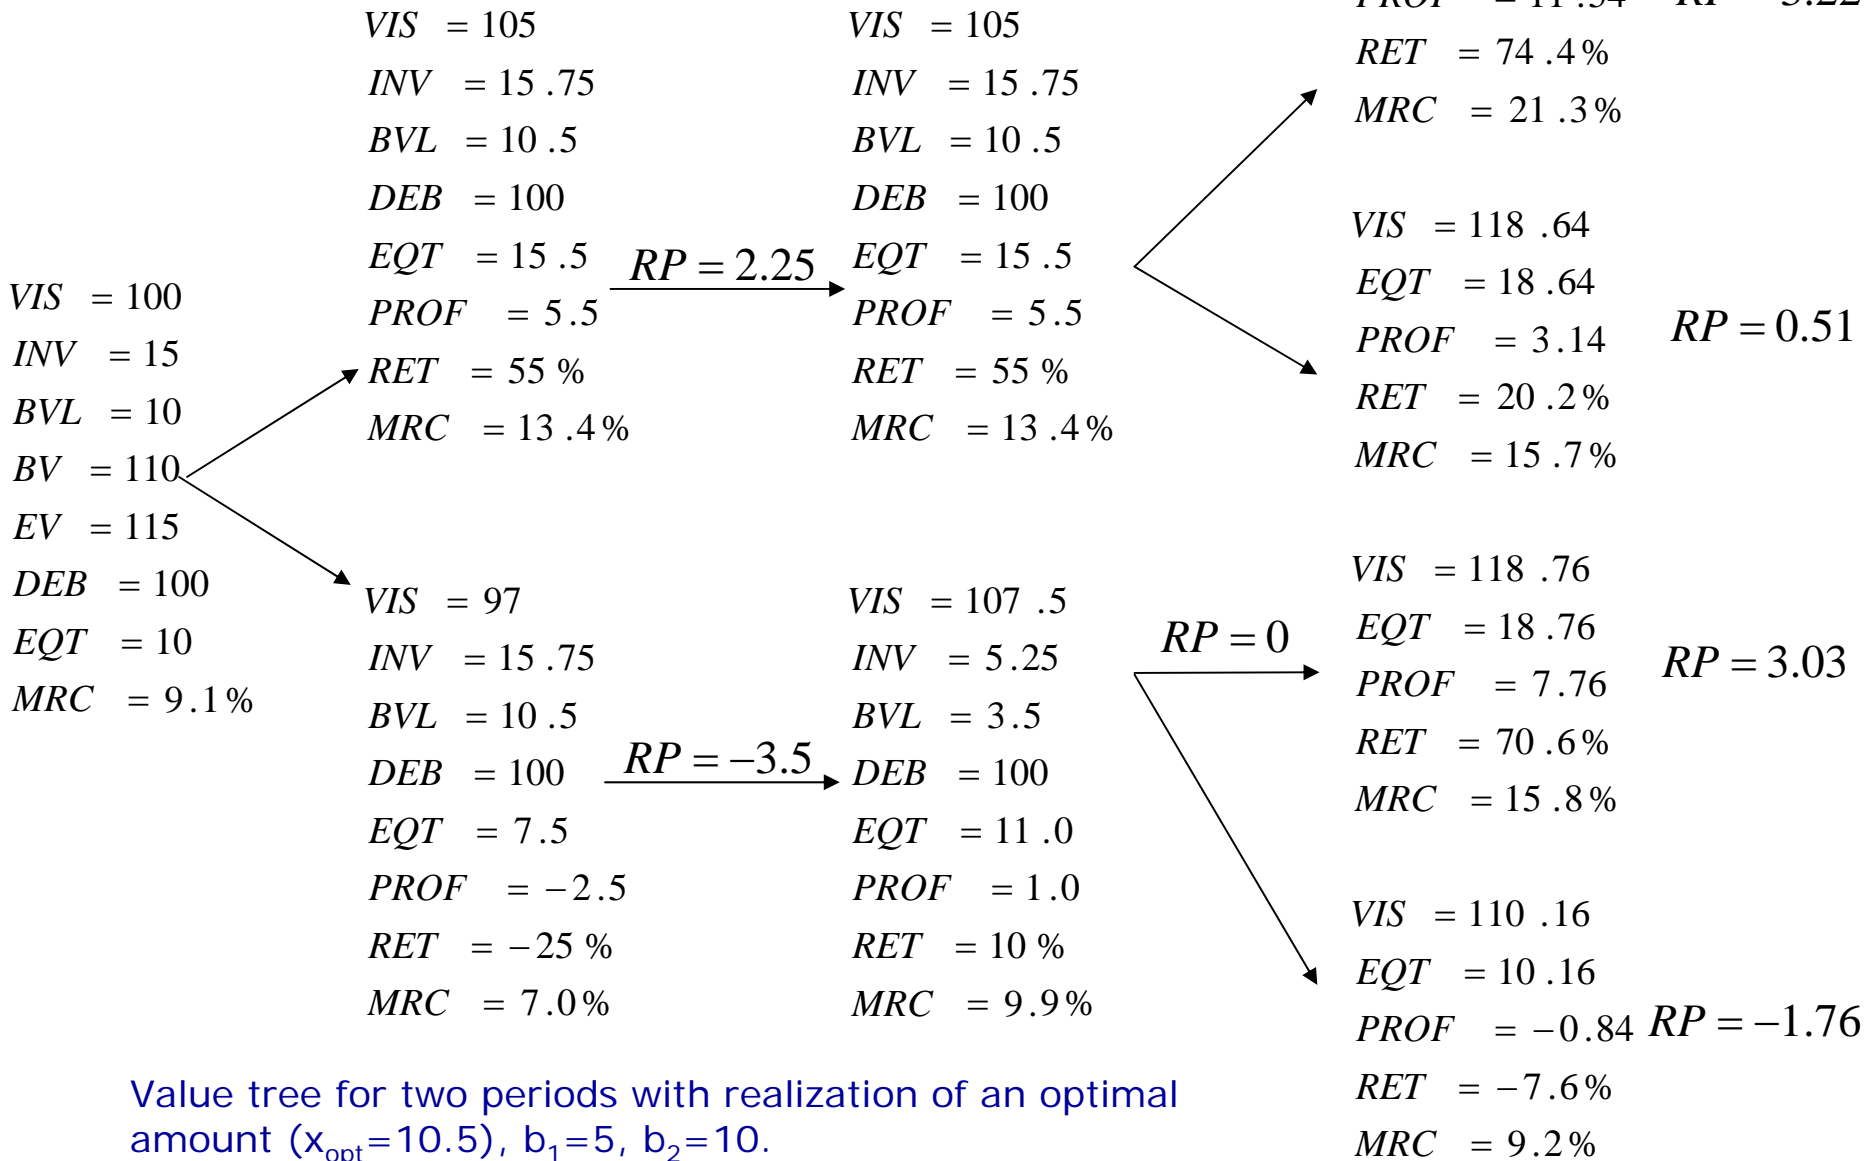 VIS = 100
INV = 15
BVL = 10
BV = 110
EV = 115
DEB = 100
EQT = 10
MRC = 9.1%
VIS = 105
INV = 15.75
BVL = 10.5
DEB = 100
EQT = 15.5
PROF = 5.5
RET = 55%
MRC = 13.4%
RP = 2.25
VIS = 105
INV = 15.75
BVL = 10.5
DEB = 100
EQT = 15.5
PROF = 5.5
RET = 55%
MRC = 13.4%
RET = 74.4%
MRC = 21.3%
VIS = 118.64
EQT = 18.64
PROF = 3.14
RET = 20.2%
MRC = 15.7%
RP = 0.51
VIS = 97
INV = 15.75
BVL = 10.5
DEB = 100
EQT = 7.5
PROF = −2.5
RET = −25%
MRC = 7.0%
RP = −3.5
VIS = 107.5
INV = 5.25
BVL = 3.5
DEB = 100
EQT = 11.0
PROF = 1.0
RET = 10%
MRC = 9.9%
RP = 0
VIS = 118.76
EQT = 18.76
PROF = 7.76
RET = 70.6%
MRC = 15.8%
RP = 3.03
VIS = 110.16
EQT = 10.16
PROF = −0.84
RET = −7.6%
MRC = 9.2%
RP = −1.76
Value tree for two periods with realization of an optimal
amount (x_opt=10.5), b_1=5, b_2=10.